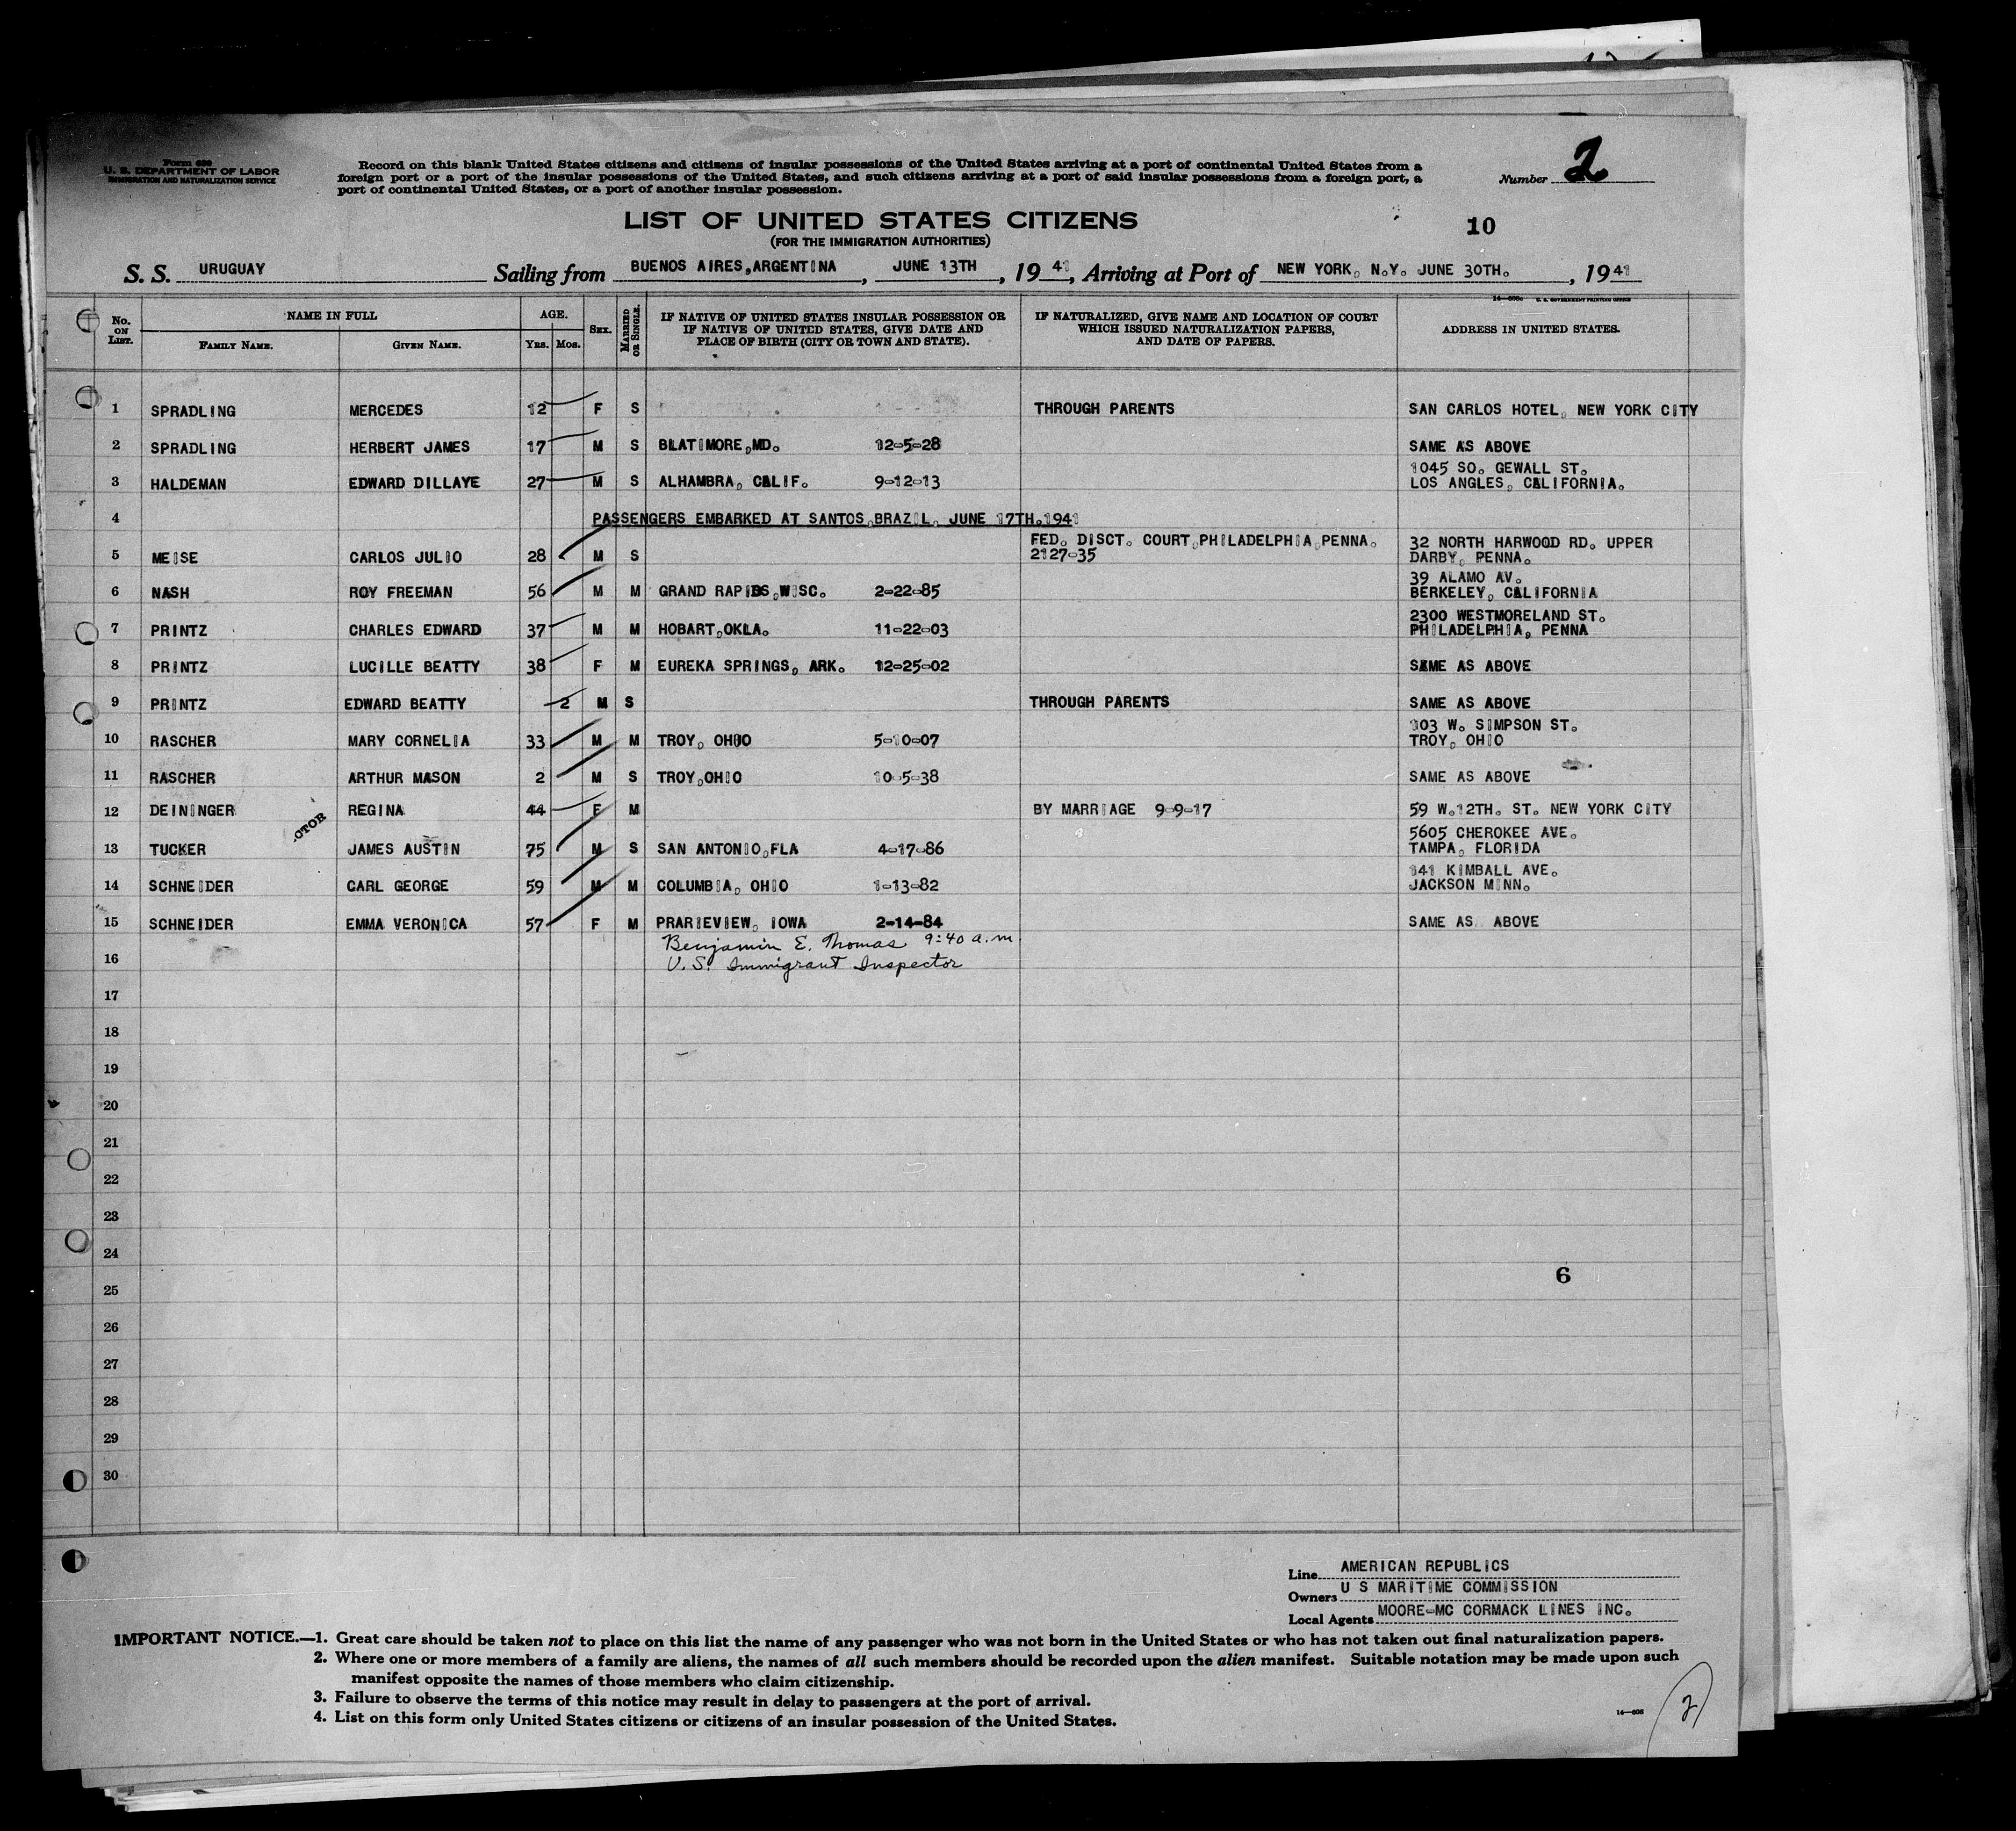 Form 630
U. S. DEPARTMENT OF LABOR
IMMIGRATION AND NATURALIZATION SERVICE
Record on this blank United States citizens and citizens of insular possessions of the United States arriving at a port of continental United States from a
foreign port or a port of the insular possessions of the United States, and such citizens arriving at a port of said insular possessions from a foreign port, a
port of continental United States, or a port of another insular possession.
Number 2
LIST OF UNITED STATES CITIZENS
(FOR THE IMMIGRATION AUTHORITIES)
10
S. S. URUGUAY Sailing from BUENOS AIRES,ARGENTINA, JUNE 13TH, 19 41, Arriving at Port of NEW YORK, N.Y. JUNE 30TH., 19 41
U. S. GOVERNMENT PRINTING OFFICE
No. ON LIST.
NAME IN FULL
FAMILY NAME.
GIVEN NAME.
AGE.
YRS. MOS.
SEX.
MARRIED OR SINGLE.
IF NATIVE OF UNITED STATES INSULAR POSSESSION OR
IF NATIVE OF UNITED STATES, GIVE DATE AND
PLACE OF BIRTH (CITY OR TOWN AND STATE).
IF NATURALIZED, GIVE NAME AND LOCATION OF COURT
WHICH ISSUED NATURALIZATION PAPERS,
AND DATE OF PAPERS.
ADDRESS IN UNITED STATES.
1 SPRADLING MERCEDES 12 F S THROUGH PARENTS SAN CARLOS HOTEL, NEW YORK CITY
2 SPRADLING HERBERT JAMES 17 M S BLATIMORE,MD. 12-5-28 SAME AS ABOVE
1045 SO. GEWALL ST.
3 HALDEMAN EDWARD DILLAYE 27 M S ALHAMBRA, CALIF. 9-12-13 LOS ANGLES, CALIFORNIA.
4 PASSENGERS EMBARKED AT SANTOS,BRAZIL, JUNE 17TH.1941
FED. DISCT. COURT,PHILADELPHIA,PENNA. 32 NORTH HARWOOD RD. UPPER
5 MEISE CARLOS JULIO 28 M S 2127-35 DARBY, PENNA.
39 ALAMO AV.
6 NASH ROY FREEMAN 56 M M GRAND RAPIDS,WISC. 2-22-85 BERKELEY, CALIFORNIA
2300 WESTMORELAND ST.
7 PRINTZ CHARLES EDWARD 37 M M HOBART,OKLA. 11-22-03 PHILADELPHIA, PENNA
8 PRINTZ LUCILLE BEATTY 38 F M EUREKA SPRINGS, ARK. 12-25-02 SAME AS ABOVE
9 PRINTZ EDWARD BEATTY 2 M S THROUGH PARENTS SAME AS ABOVE
103 W. SIMPSON ST.
10 RASCHER MARY CORNELIA 33 M M TROY, OHIO 5-10-07 TROY, OHIO
11 RASCHER ARTHUR MASON 2 M S TROY,OHIO 10-5-38 SAME AS ABOVE
12 DEININGER REGINA 44 F M BY MARRIAGE 9-9-17 59 W.12TH. ST. NEW YORK CITY
5605 CHEROKEE AVE.
13 TUCKER JAMES AUSTIN 75 M S SAN ANTONIO,FLA 4-17-86 TAMPA, FLORIDA
141 KIMBALL AVE.
14 SCHNEIDER CARL GEORGE 59 M M COLUMBIA, OHIO 1-13-82 JACKSON MINN.
15 SCHNEIDER EMMA VERONICA 57 F M PRARIEVIEW, IOWA 2-14-84 SAME AS ABOVE
Benjamin E. Thomas 9:40 a.m.
16 U.S. Immigrant Inspector
17
18
19
20
21
22
23
24
25
6
26
27
28
29
30
Line AMERICAN REPUBLICS
Owners U S MARITIME COMMISSION
Local Agents MOORE-MC CORMACK LINES INC.
IMPORTANT NOTICE.—1. Great care should be taken not to place on this list the name of any passenger who was not born in the United States or who has not taken out final naturalization papers.
2. Where one or more members of a family are aliens, the names of all such members should be recorded upon the alien manifest. Suitable notation may be made upon such
manifest opposite the names of those members who claim citizenship.
3. Failure to observe the terms of this notice may result in delay to passengers at the port of arrival.
4. List on this form only United States citizens or citizens of an insular possession of the United States.
2